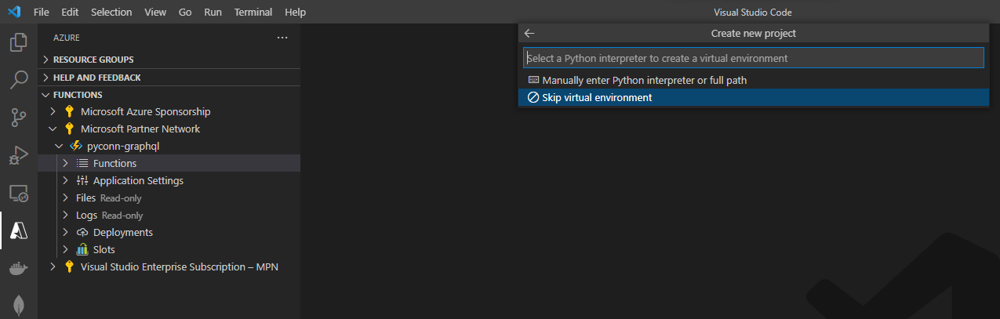 File Edit Selection View Go Run Terminal Help Visual Studio Code
AZURE
RESOURCE GROUPS
HELP AND FEEDBACK
FUNCTIONS
Microsoft Azure Sponsorship
Microsoft Partner Network
pyconn-graphql
Functions
Application Settings
Files Read-only
Logs Read-only
Deployments
Slots
Visual Studio Enterprise Subscription – MPN
Create new project
Select a Python interpreter to create a virtual environment
Manually enter Python interpreter or full path
Skip virtual environment